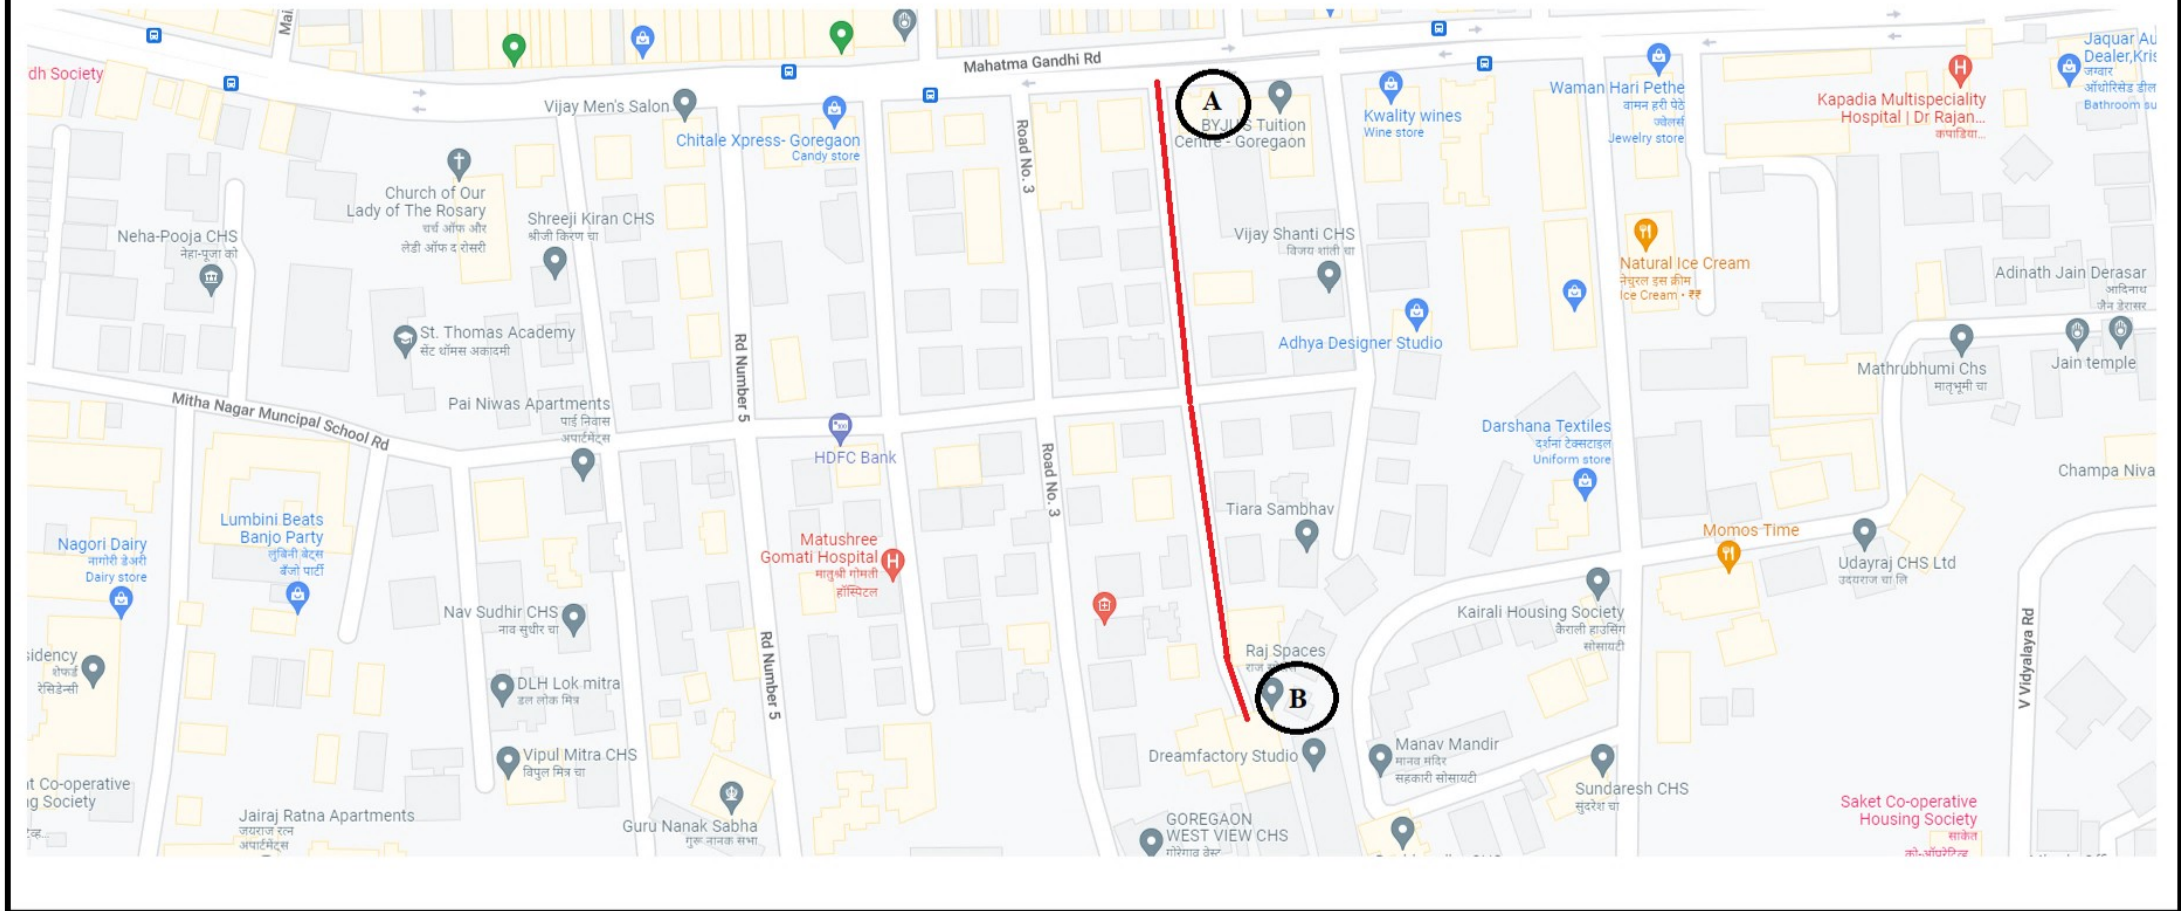 Mahatma Gandhi Rd
dh Society
Vijay Men's Salon
Chitale Xpress- Goregaon
Candy store
Road No. 3
A
BYJU'S Tuition
Centre - Goregaon
Kwality wines
Wine store
Waman Hari Pethe
वामन हरी पेठे
ज्वेलर्स
Jewelry store
Kapadia Multispeciality
Hospital | Dr Rajan...
कपाडिया...
Jaquar Au
Dealer,Kris
जग्वार
ऑथोरिसेड डील
Bathroom su
Church of Our
Lady of The Rosary
चर्च ऑफ और
लेडी ऑफ द रोसरी
Neha-Pooja CHS
नेहा-पूजा को
Shreeji Kiran CHS
श्रीजी किरण चा
Vijay Shanti CHS
विजय शांती चा
Natural Ice Cream
नेचुरल इस क्रीम
Ice Cream • ₹₹
Adinath Jain Derasar
आदिनाथ
जैन डेरासर
St. Thomas Academy
सेंट थॉमस अकादमी
Rd Number 5
Adhya Designer Studio
Mathrubhumi Chs
मातृभूमी चा
Jain temple
Mitha Nagar Muncipal School Rd
Pai Niwas Apartments
पाई निवास
अपार्टमेंट्स
HDFC Bank
Road No. 3
Darshana Textiles
दर्शना टेक्सटाइल
Uniform store
Champa Niva
Lumbini Beats
Banjo Party
लुंबिनी बेट्स
बॅंजो पार्टी
Nagori Dairy
नागोरी डेअरी
Dairy store
Matushree
Gomati Hospital
मातुश्री गोमती
हॉस्पिटल
Tiara Sambhav
Momos Time
Udayraj CHS Ltd
उदयराज चा लि
Nav Sudhir CHS
नाव सुधीर चा
Kairali Housing Society
कैराली हाउसिंग
सोसायटी
V Vidyalaya Rd
sidency
शेफर्ड
रेसिडेन्सी
DLH Lok mitra
डल लोक मित्र
Rd Number 5
Raj Spaces
B
Vipul Mitra CHS
विपुल मित्र चा
Dreamfactory Studio
Manav Mandir
मानव मंदिर
सहकारी सोसायटी
Sundaresh CHS
सुंदरेश चा
t Co-operative
g Society
Jairaj Ratna Apartments
जयराज रत्न
अपार्टमेंट्स
Guru Nanak Sabha
गुरू नानक सभा
GOREGAON
WEST VIEW CHS
गोरेगाव वेस्ट
Saket Co-operative
Housing Society
साकेत
को-ऑपरेटिव्ह